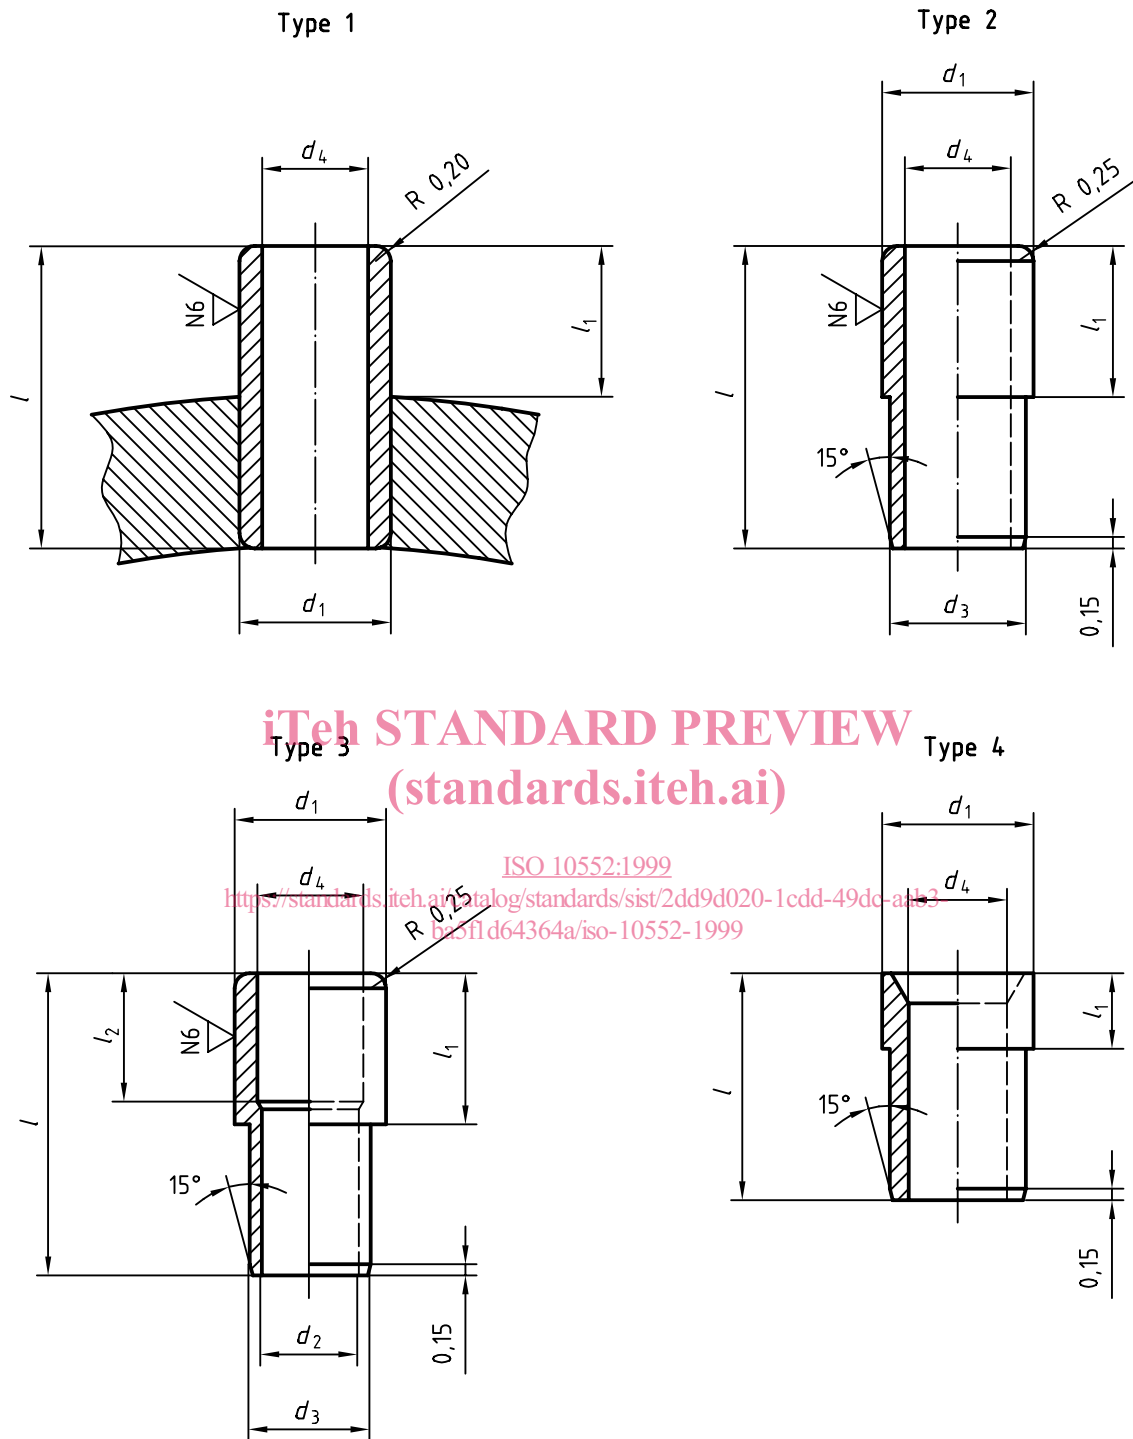 Type 1
Type 2
d1
d4
d4
R 0,20
R 0,25
N6
N6
l
l1
l
l1
15°
d1
d3
0,15
iTeh STANDARD PREVIEW
(standards.iteh.ai)
Type 3
Type 4
d1
d1
ISO 10552:1999
https://standards.iteh.ai/catalog/standards/sist/2dd9d020-1cdd-49dc-aab3-
ba5f1d64364a/iso-10552-1999
d4
d4
R 0,25
l2
N6
l1
l
l1
l
15°
15°
0,15
0,15
d2
d3